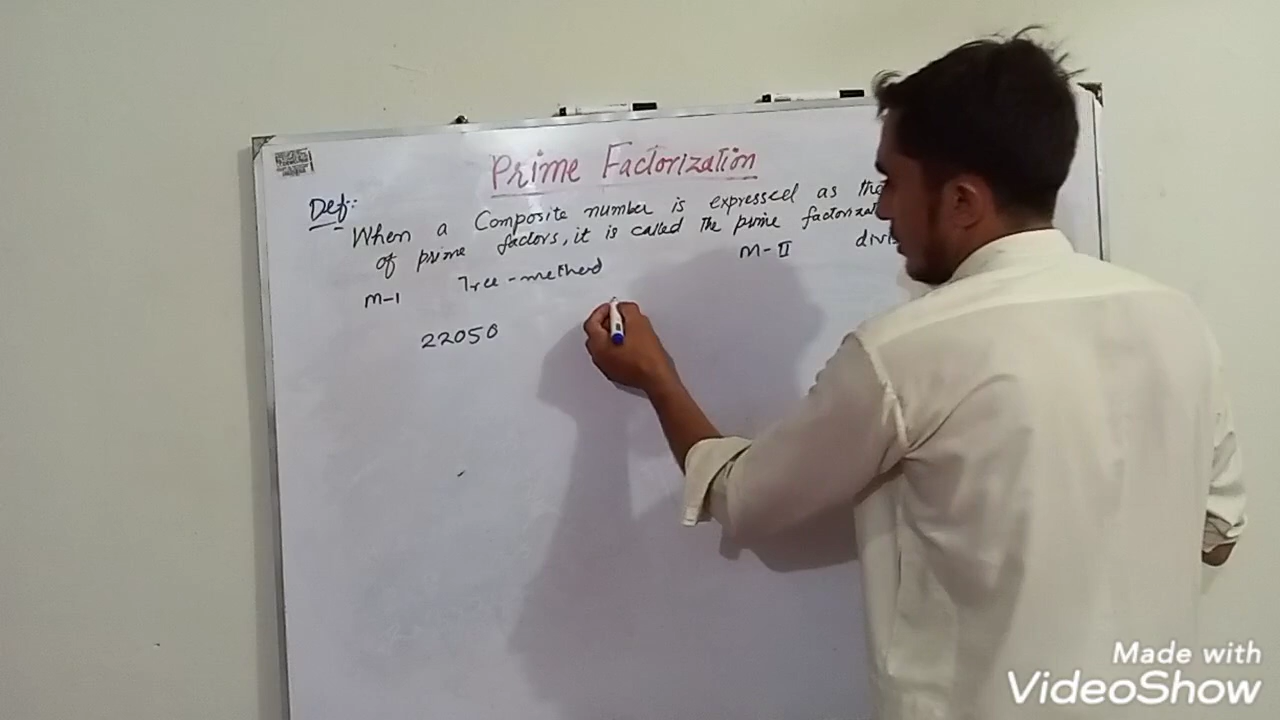 Prime Factorization
Def::
When a Composite number is expressed as the
of prime factors, it is called the prime
M-1 Tree-method
M-II
22050
Made with
VideoShow